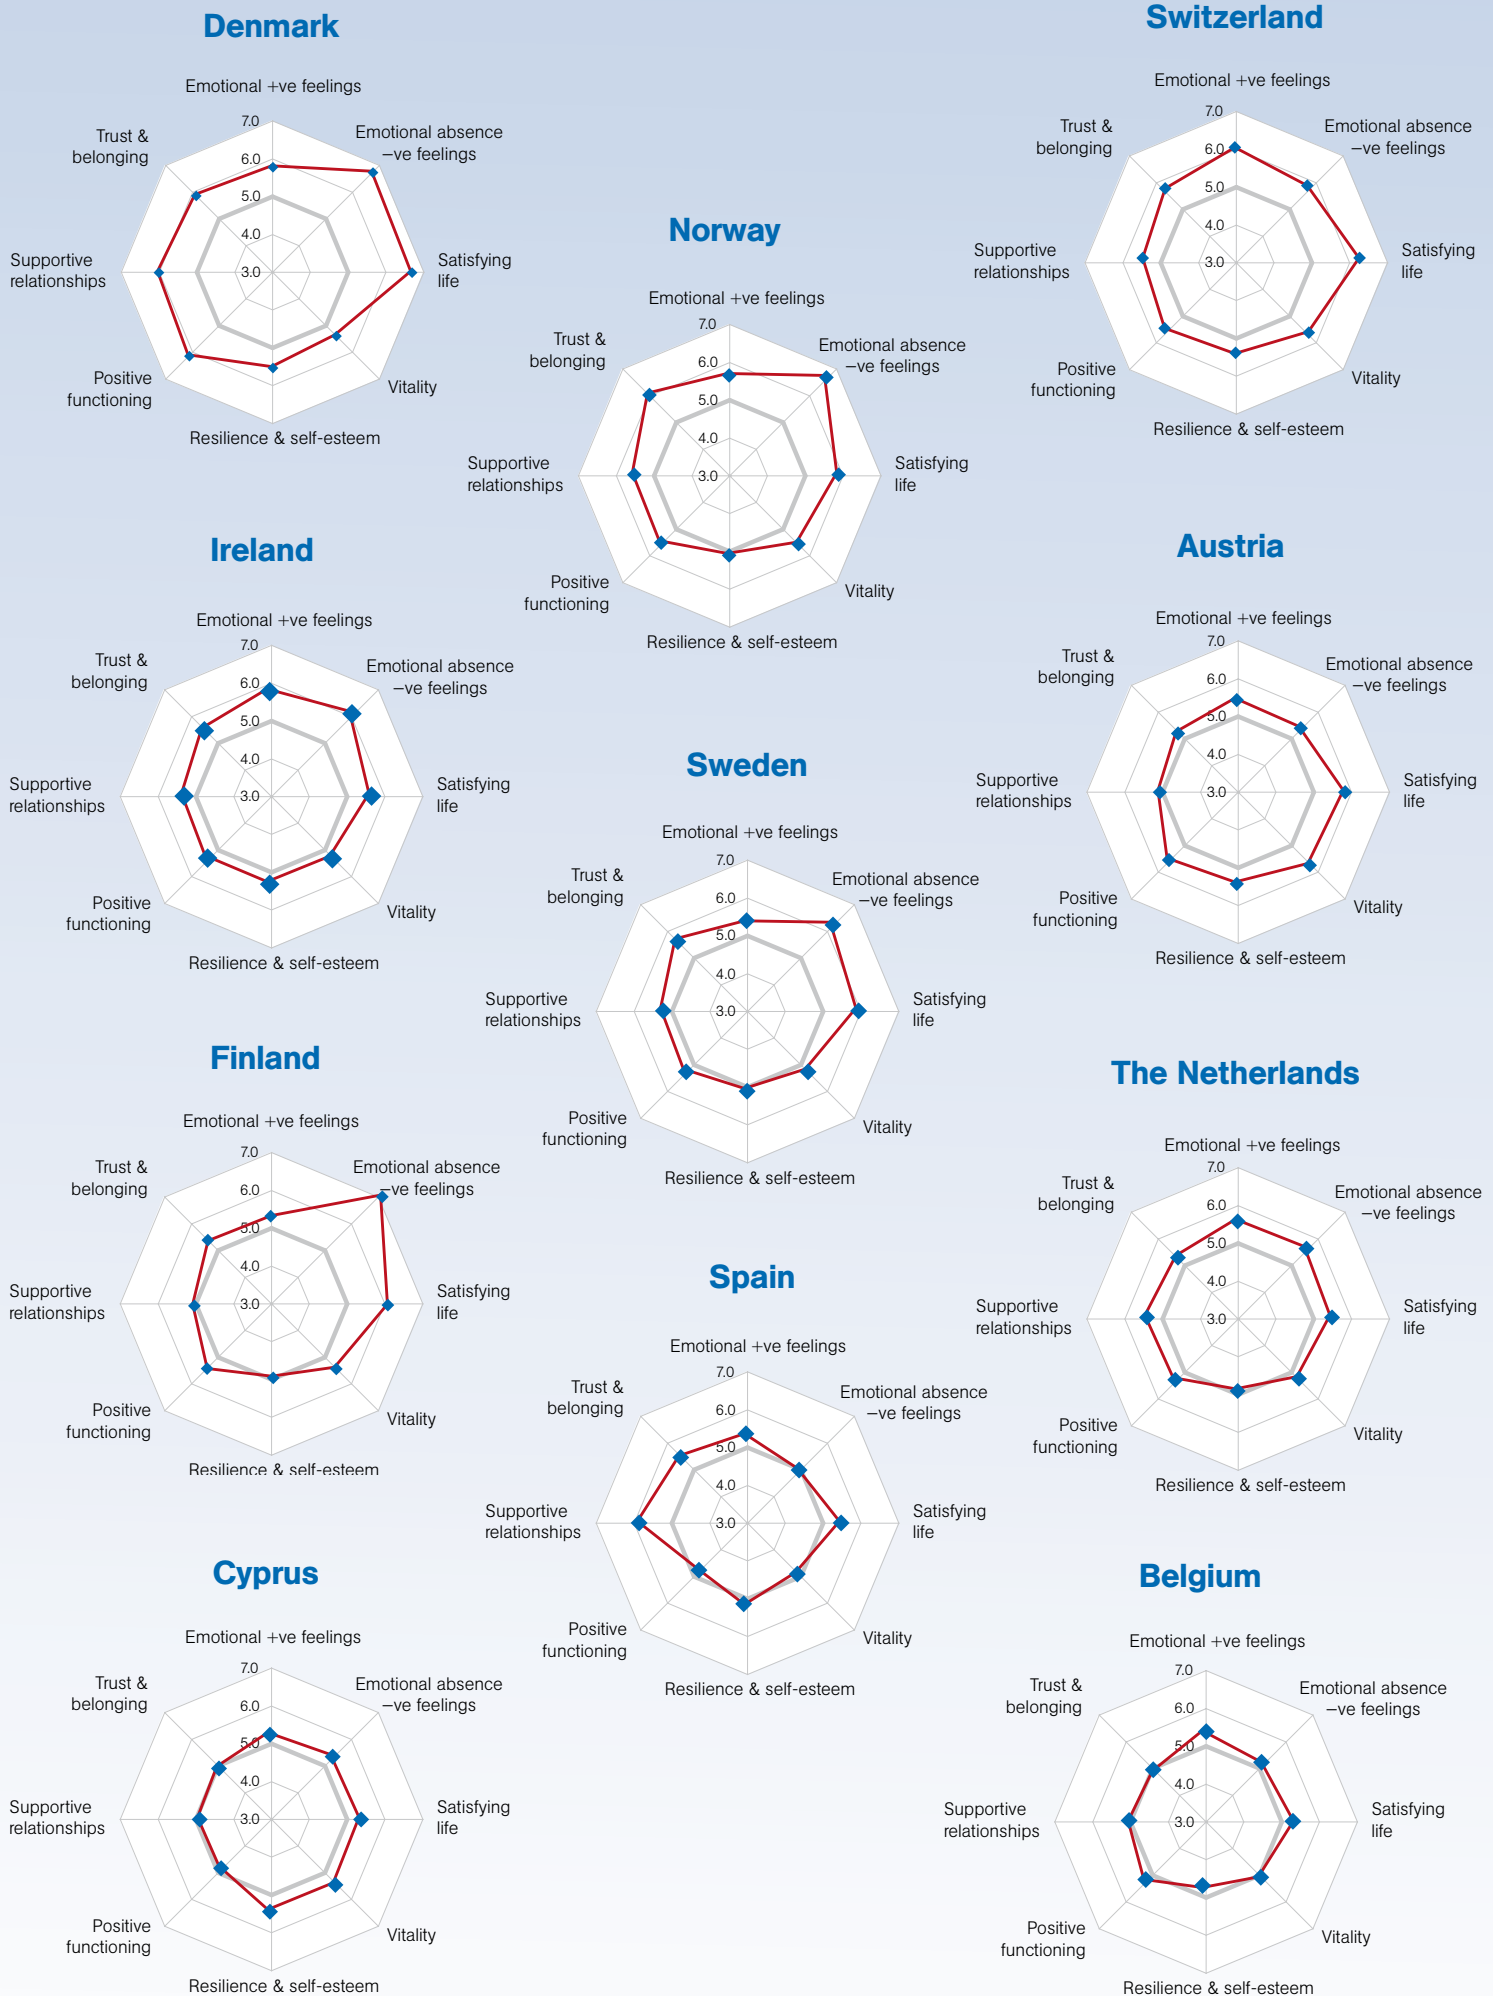 Denmark
Emotional +ve feelings
Emotional absence
–ve feelings
Satisfying
life
Vitality
Resilience & self-esteem
Positive
functioning
Supportive
relationships
Trust &
belonging
7.0
6.0
5.0
4.0
3.0
Switzerland
Emotional +ve feelings
Emotional absence
–ve feelings
Satisfying
life
Vitality
Resilience & self-esteem
Positive
functioning
Supportive
relationships
Trust &
belonging
7.0
6.0
5.0
4.0
3.0
Norway
Emotional +ve feelings
Emotional absence
–ve feelings
Satisfying
life
Vitality
Resilience & self-esteem
Positive
functioning
Supportive
relationships
Trust &
belonging
7.0
6.0
5.0
4.0
3.0
Ireland
Emotional +ve feelings
Emotional absence
–ve feelings
Satisfying
life
Vitality
Resilience & self-esteem
Positive
functioning
Supportive
relationships
Trust &
belonging
7.0
6.0
5.0
4.0
3.0
Austria
Emotional +ve feelings
Emotional absence
–ve feelings
Satisfying
life
Vitality
Resilience & self-esteem
Positive
functioning
Supportive
relationships
Trust &
belonging
7.0
6.0
5.0
4.0
3.0
Sweden
Emotional +ve feelings
Emotional absence
–ve feelings
Satisfying
life
Vitality
Resilience & self-esteem
Positive
functioning
Supportive
relationships
Trust &
belonging
7.0
6.0
5.0
4.0
3.0
Finland
Emotional +ve feelings
Emotional absence
–ve feelings
Satisfying
life
Vitality
Resilience & self-esteem
Positive
functioning
Supportive
relationships
Trust &
belonging
7.0
6.0
5.0
4.0
3.0
The Netherlands
Emotional +ve feelings
Emotional absence
–ve feelings
Satisfying
life
Vitality
Resilience & self-esteem
Positive
functioning
Supportive
relationships
Trust &
belonging
7.0
6.0
5.0
4.0
3.0
Spain
Emotional +ve feelings
Emotional absence
–ve feelings
Satisfying
life
Vitality
Resilience & self-esteem
Positive
functioning
Supportive
relationships
Trust &
belonging
7.0
6.0
5.0
4.0
3.0
Cyprus
Emotional +ve feelings
Emotional absence
–ve feelings
Satisfying
life
Vitality
Resilience & self-esteem
Positive
functioning
Supportive
relationships
Trust &
belonging
7.0
6.0
5.0
4.0
3.0
Belgium
Emotional +ve feelings
Emotional absence
–ve feelings
Satisfying
life
Vitality
Resilience & self-esteem
Positive
functioning
Supportive
relationships
Trust &
belonging
7.0
6.0
5.0
4.0
3.0